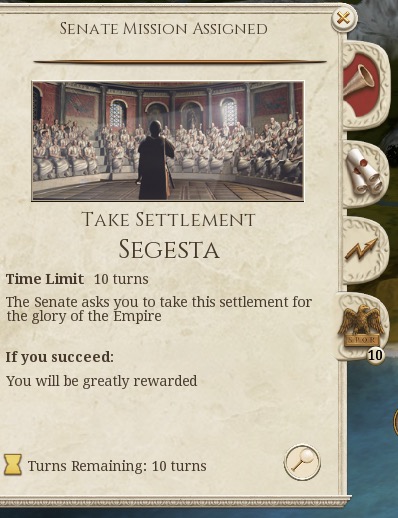 Senate Mission Assigned
Take Settlement
Segesta
Time Limit 10 turns
The Senate asks you to take this settlement for
the glory of the Empire
If you succeed:
You will be greatly rewarded
Turns Remaining: 10 turns
S·P·Q·R
10